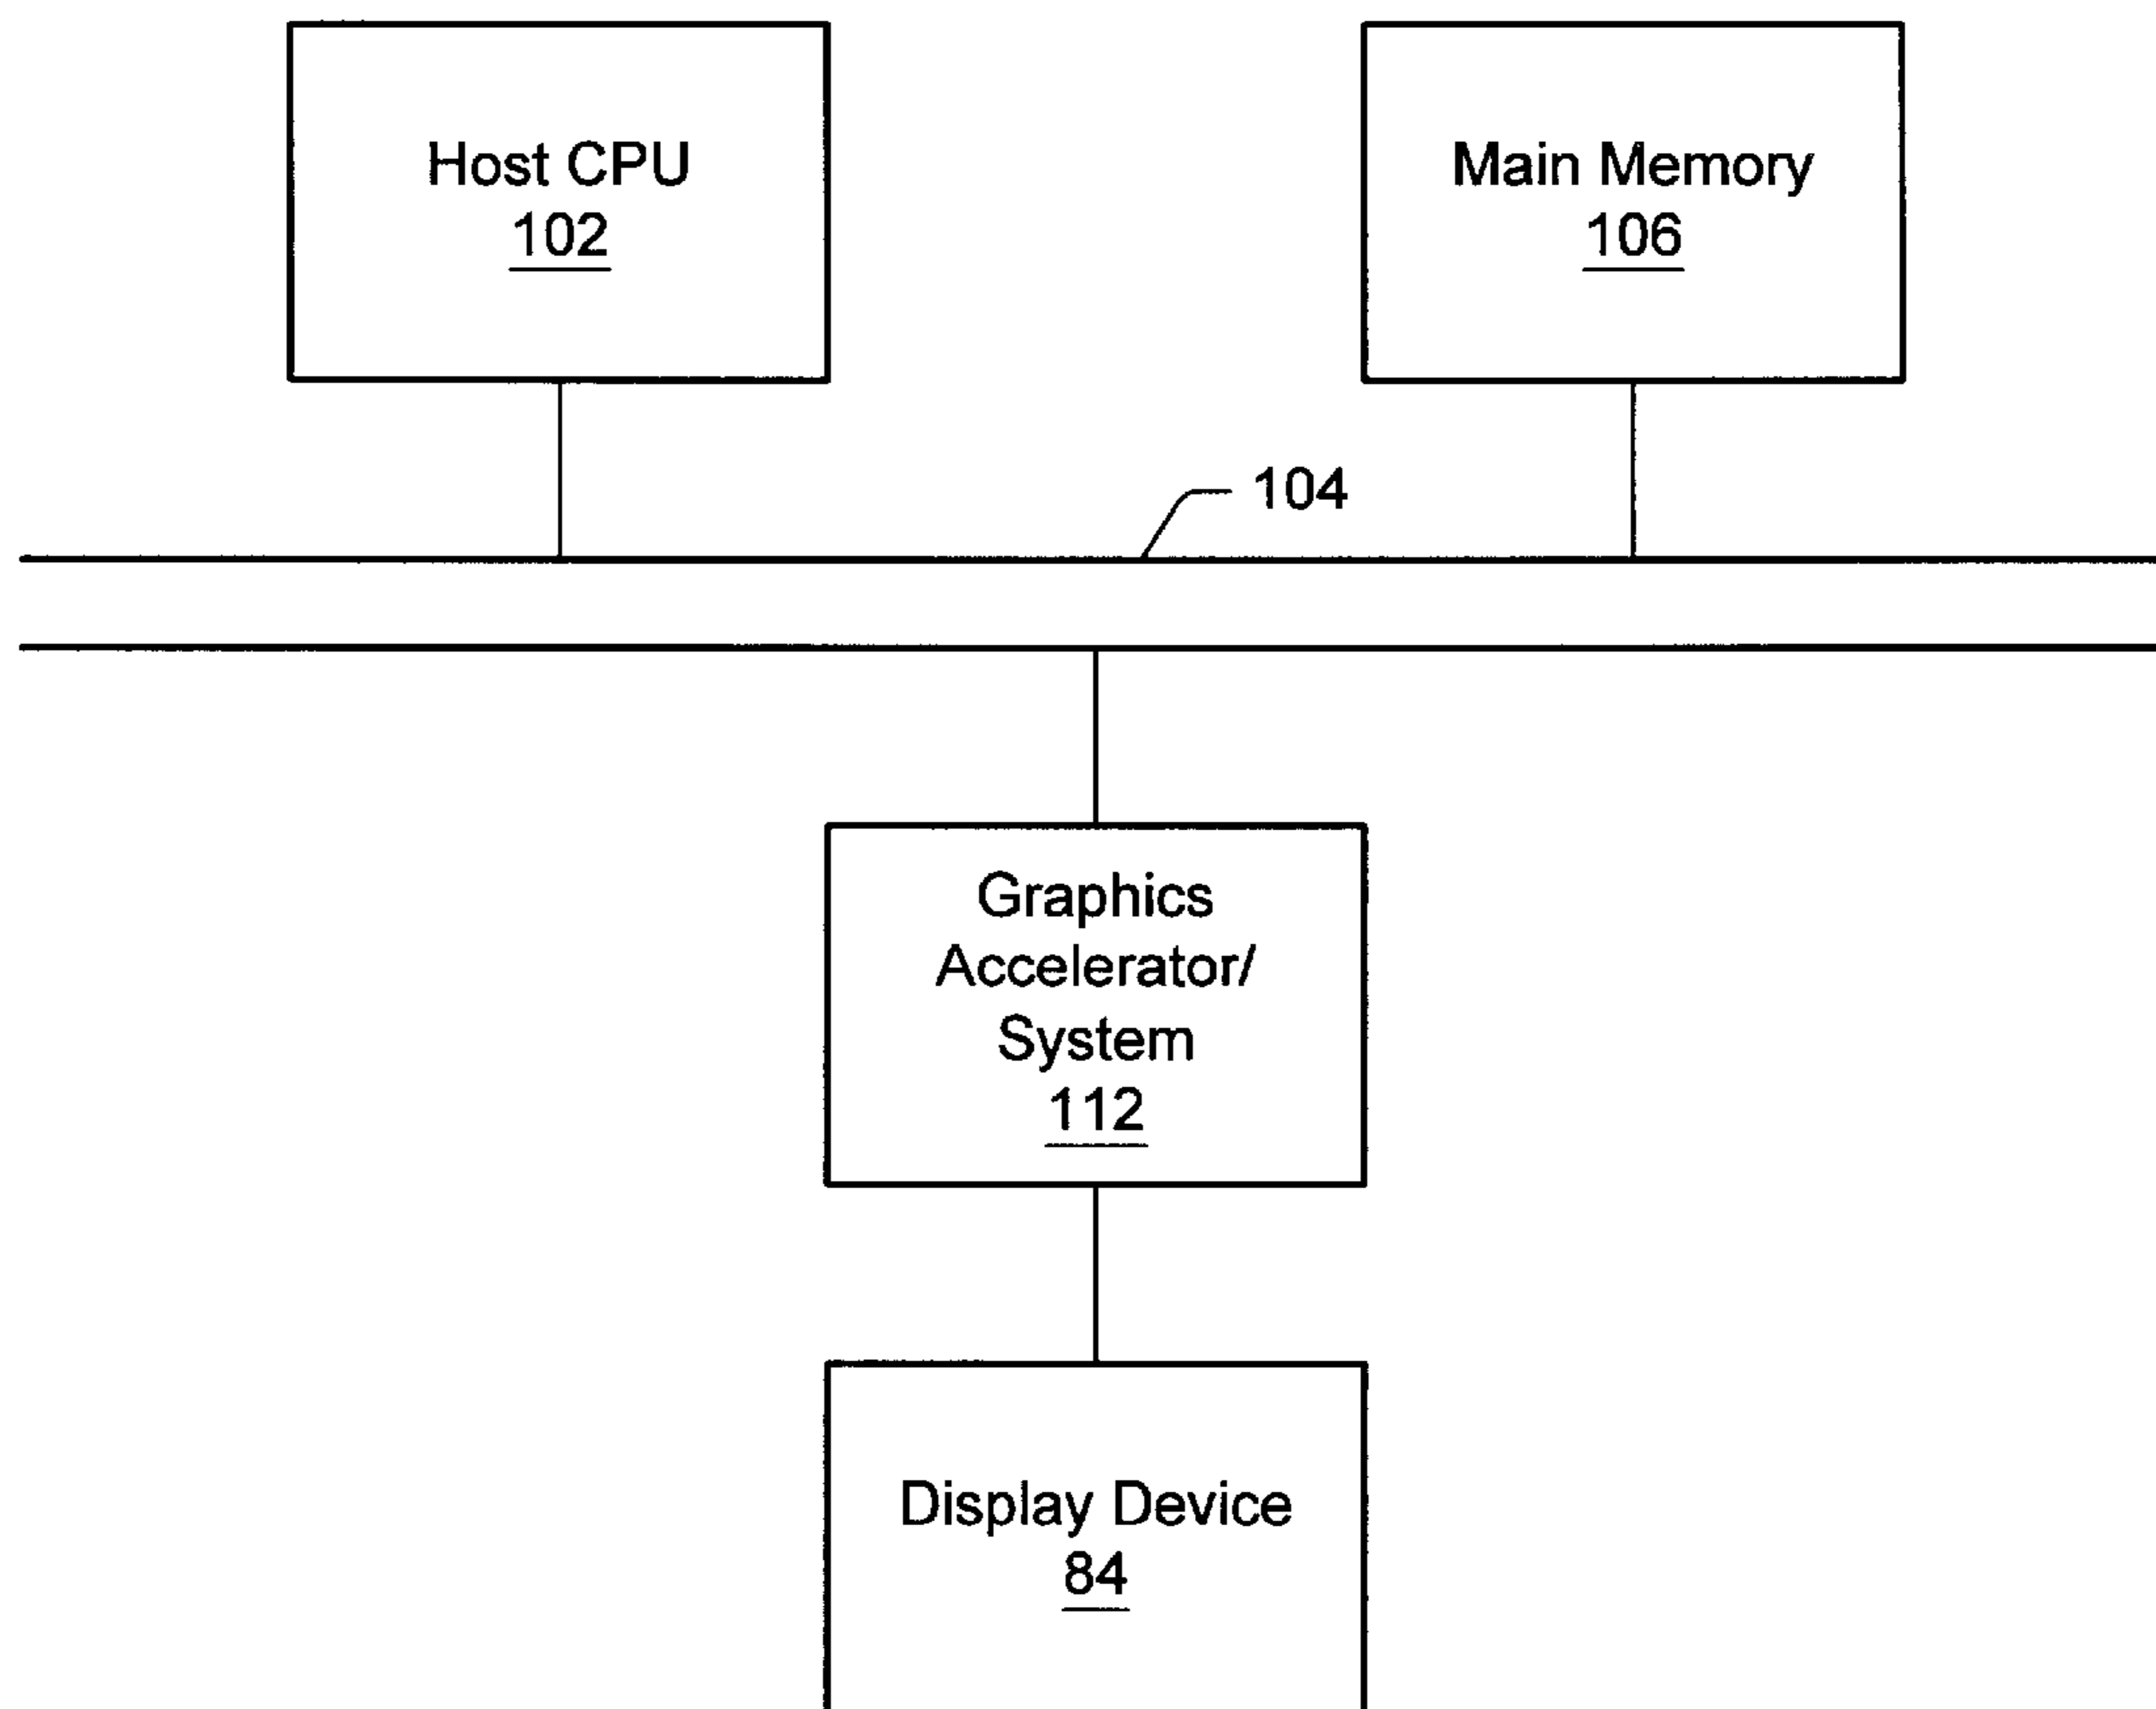 Host CPU
102
Main Memory
106
104
Graphics
Accelerator/
System
112
Display Device
84